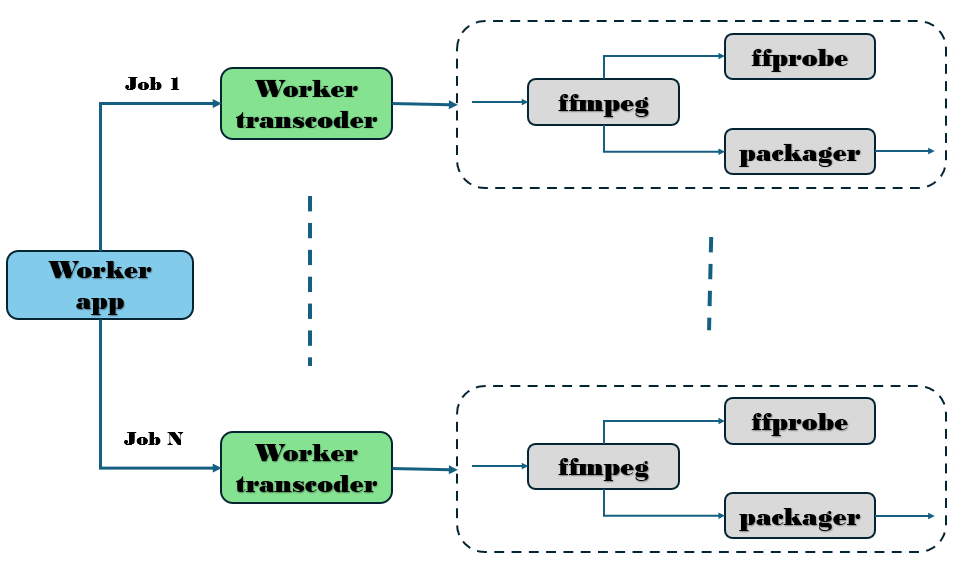 Job 1
Worker
transcoder
ffprobe
ffmpeg
packager
Worker
app
Job N
Worker
transcoder
ffprobe
ffmpeg
packager